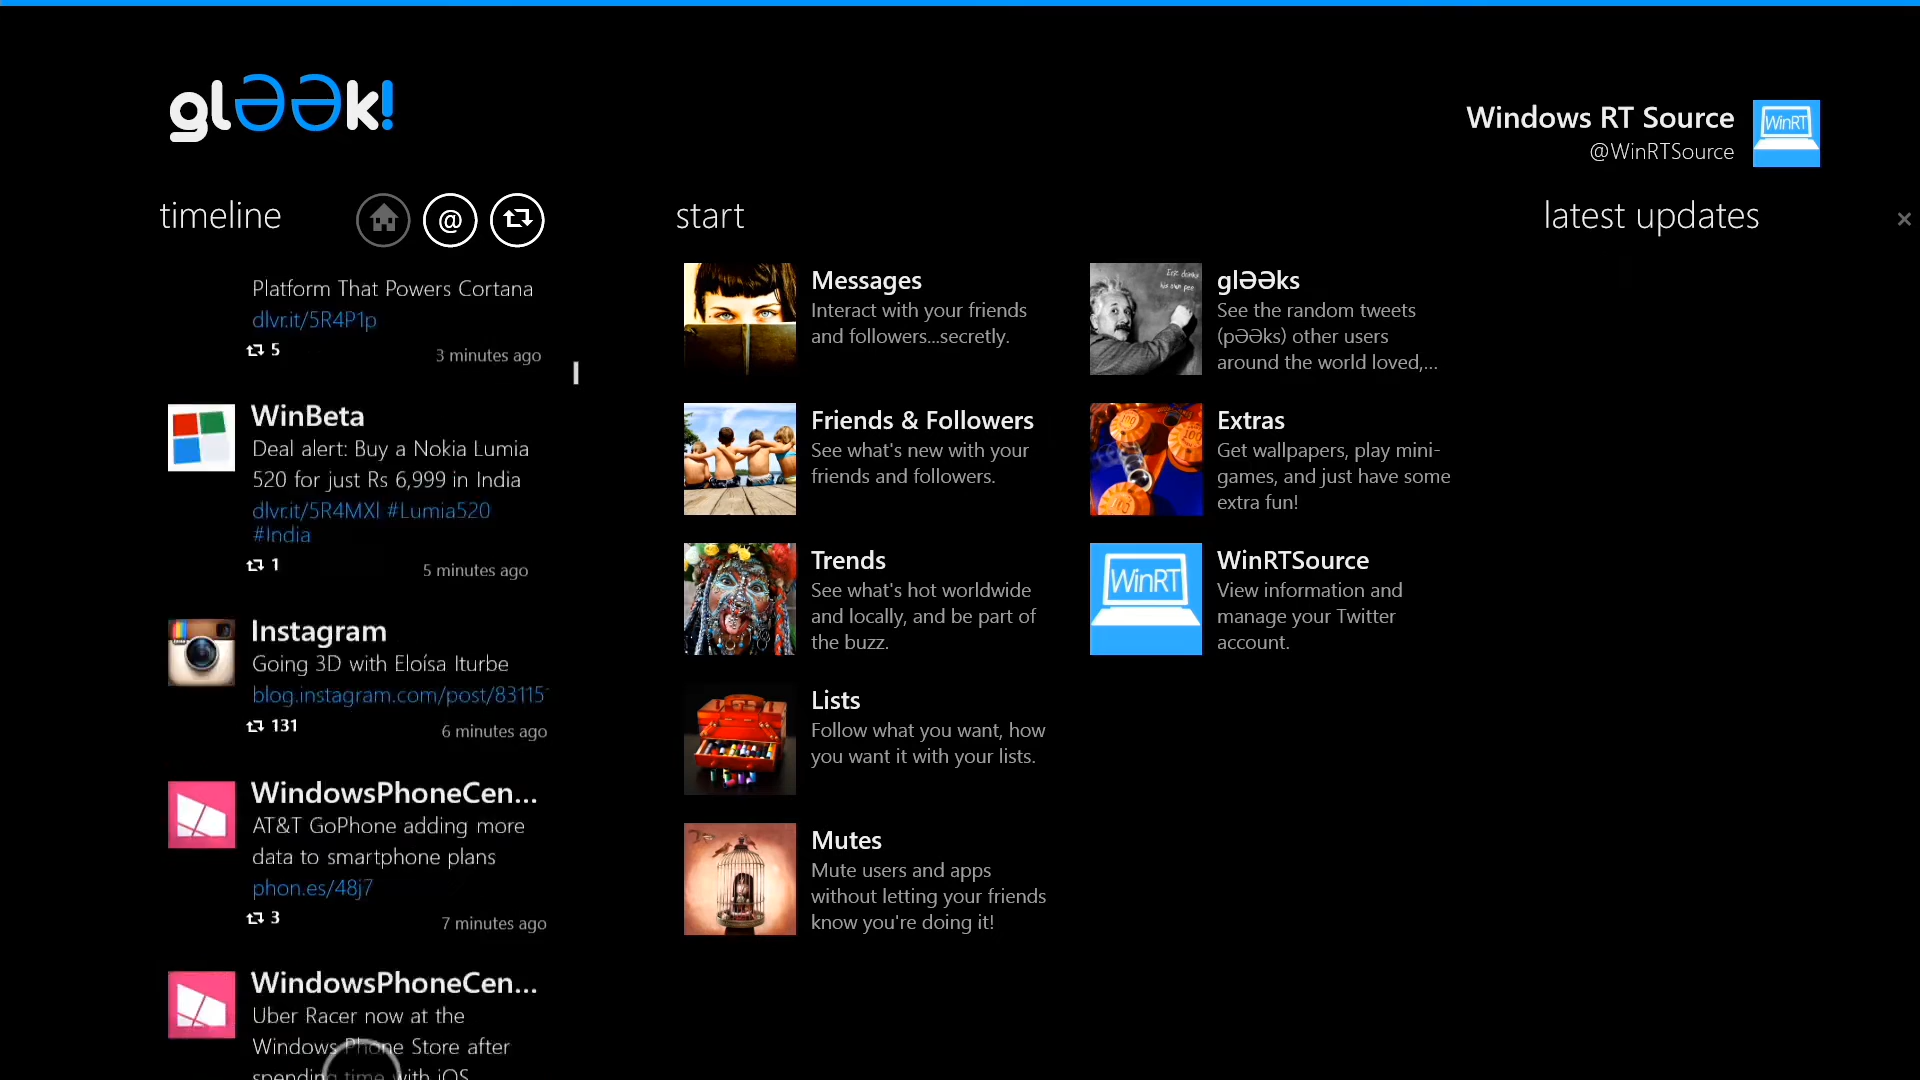 glƏƏk!
Windows RT Source
@WinRTSource
WinRT
timeline
@
Platform That Powers Cortana
dlvr.it/5R4P1p
5
3 minutes ago
WinBeta
Deal alert: Buy a Nokia Lumia
520 for just Rs 6,999 in India
dlvr.it/5R4MXl #Lumia520
#India
1
5 minutes ago
Instagram
Going 3D with Eloísa Iturbe
blog.instagram.com/post/83115
131
6 minutes ago
WindowsPhoneCen...
AT&T GoPhone adding more
data to smartphone plans
phon.es/48j7
3
7 minutes ago
WindowsPhoneCen...
Uber Racer now at the
Windows Phone Store after
spending time with iOS
start
Messages
Interact with your friends
and followers...secretly.
Friends & Followers
See what's new with your
friends and followers.
Trends
See what's hot worldwide
and locally, and be part of
the buzz.
Lists
Follow what you want, how
you want it with your lists.
Mutes
Mute users and apps
without letting your friends
know you're doing it!
glƏƏks
See the random tweets
(pƏƏks) other users
around the world loved,...
Extras
Get wallpapers, play mini-
games, and just have some
extra fun!
WinRT
WinRTSource
View information and
manage your Twitter
account.
latest updates